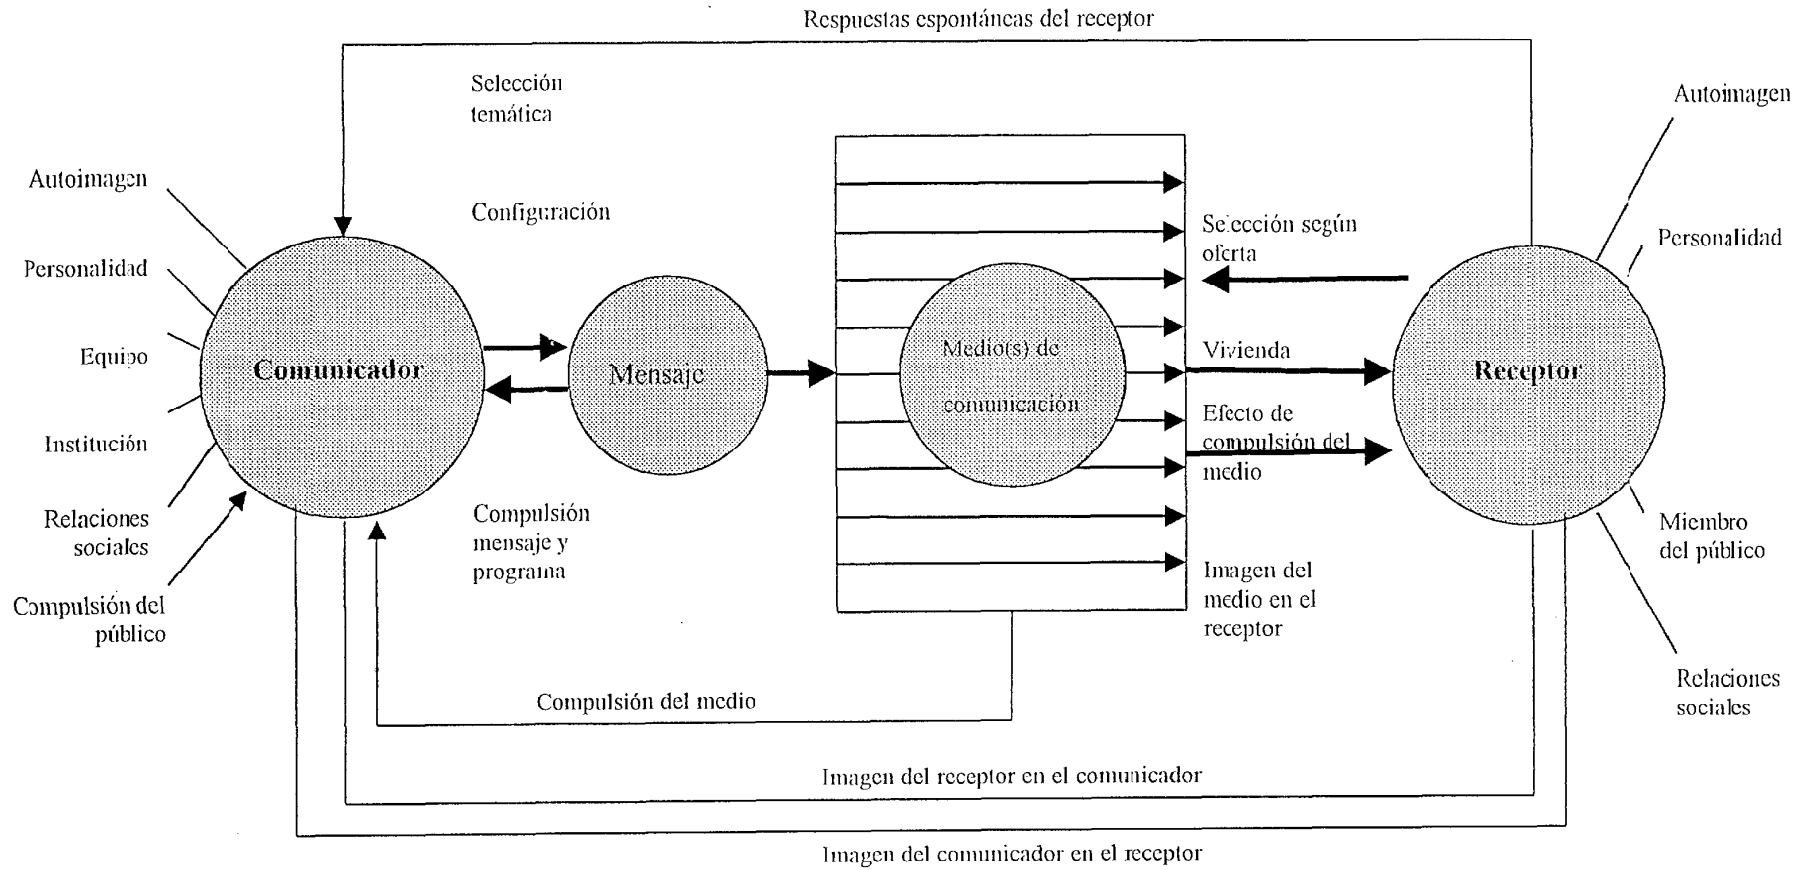 Respuestas espontáneas del receptor
Selección
temática
Configuración
Autoimagen
Personalidad
Equipo
Institución
Relaciones
sociales
Compulsión del
público
Comunicador
Mensaje
Compulsión
mensaje y
programa
Medio(s) de
comunicación
Selección según
oferta
Vivienda
Efecto de
compulsión del
medio
Imagen del
medio en el
receptor
Receptor
Autoimagen
Personalidad
Miembro
del público
Relaciones
sociales
Compulsión del medio
Imagen del receptor en el comunicador
Imagen del comunicador en el receptor